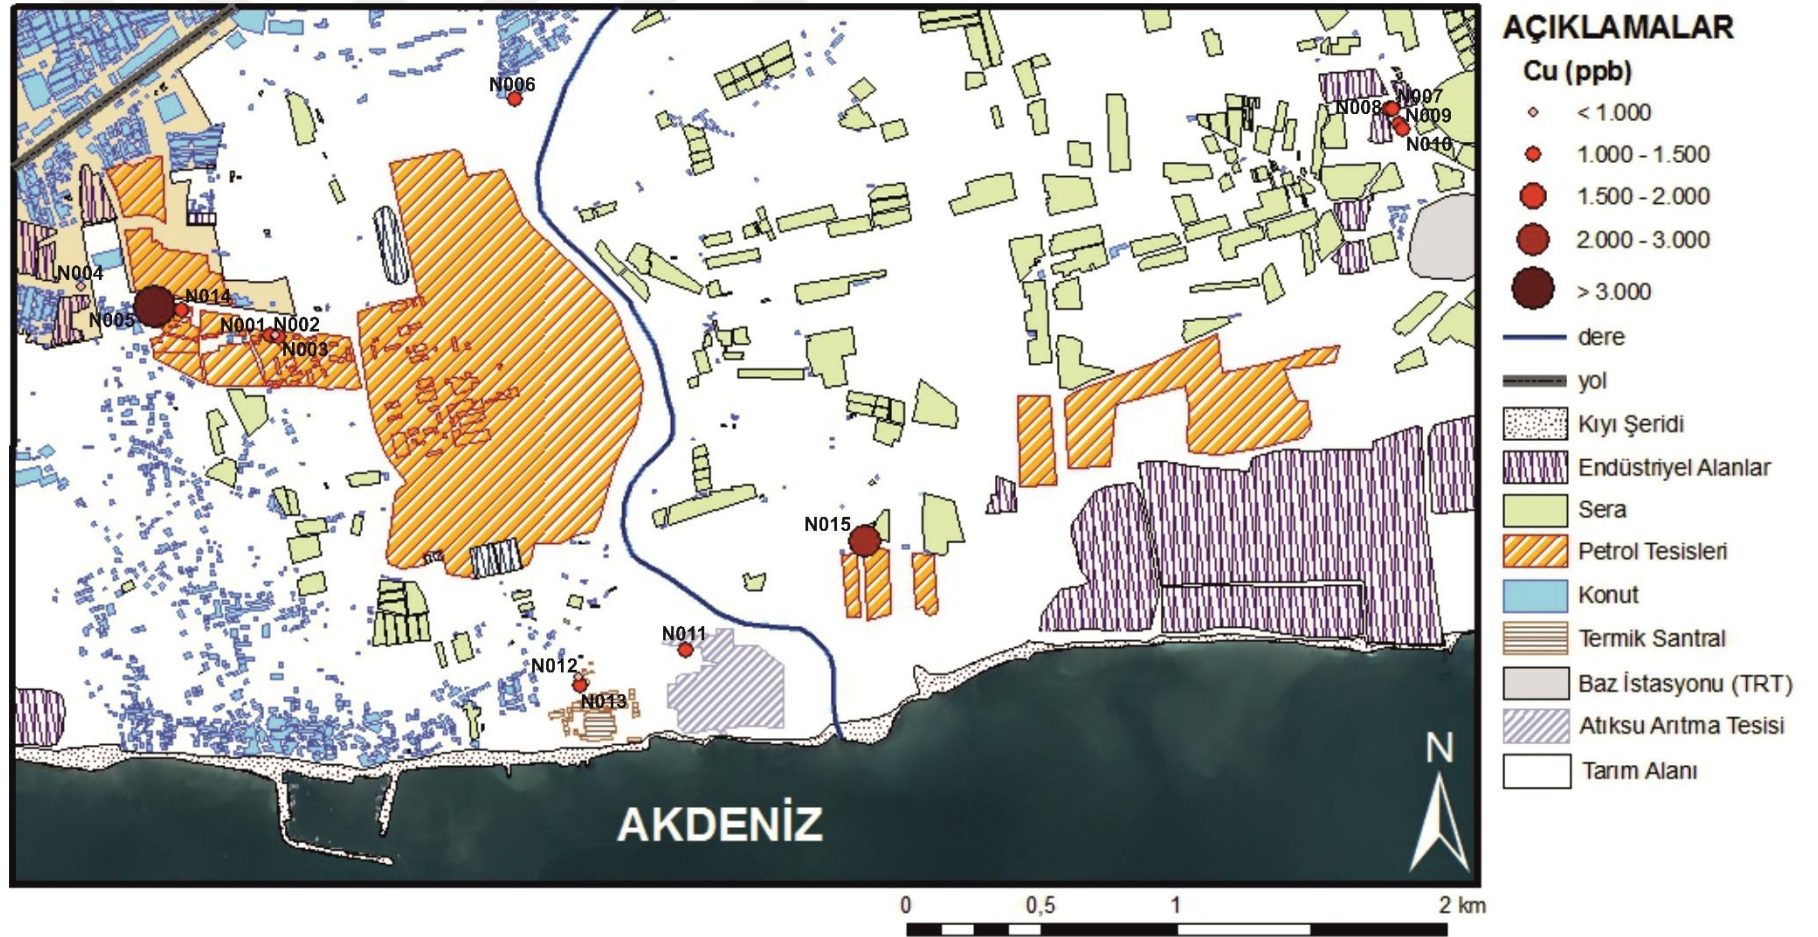 AÇIKLAMALAR
Cu (ppb)
< 1.000
1.000 - 1.500
1.500 - 2.000
2.000 - 3.000
> 3.000
dere
yol
Kıyı Şeridi
Endüstriyel Alanlar
Sera
Petrol Tesisleri
Konut
Termik Santral
Baz İstasyonu (TRT)
Atıksu Arıtma Tesisi
Tarım Alanı
N006
N007
N008
N009
N010
N004
N014
N005
N001
N002
N003
N015
N011
N012
N013
AKDENİZ
N
0 0,5 1 2 km